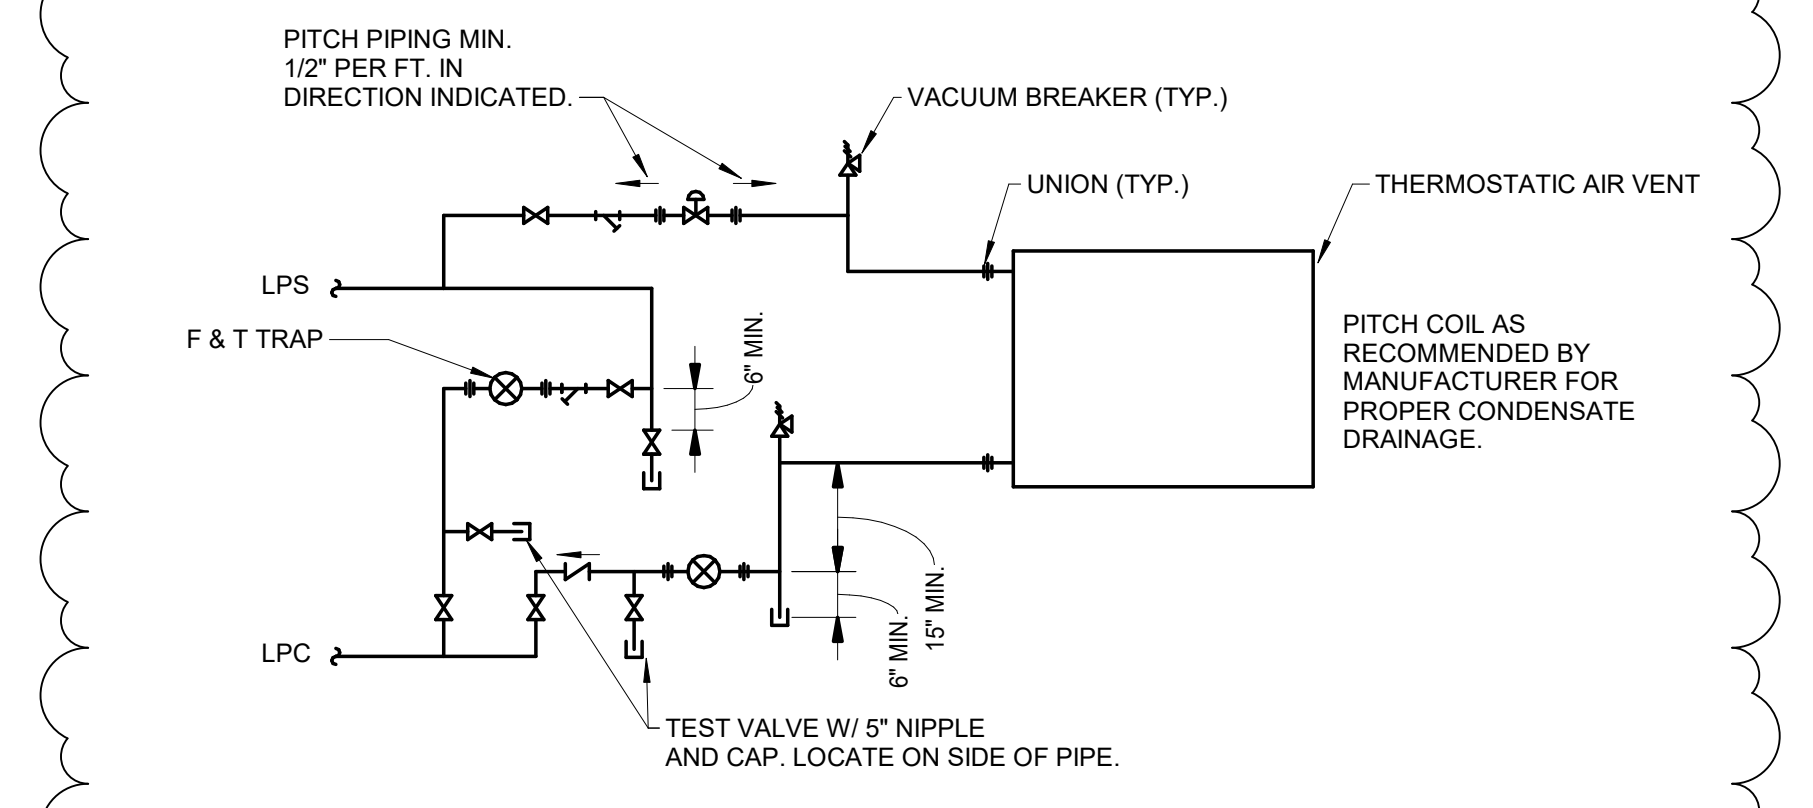 PITCH PIPING MIN.
1/2" PER FT. IN
DIRECTION INDICATED.
VACUUM BREAKER (TYP.)
UNION (TYP.)
THERMOSTATIC AIR VENT
LPS
F & T TRAP
6" MIN.
PITCH COIL AS
RECOMMENDED BY
MANUFACTURER FOR
PROPER CONDENSATE
DRAINAGE.
15" MIN.
6" MIN.
LPC
TEST VALVE W/ 5" NIPPLE
AND CAP. LOCATE ON SIDE OF PIPE.